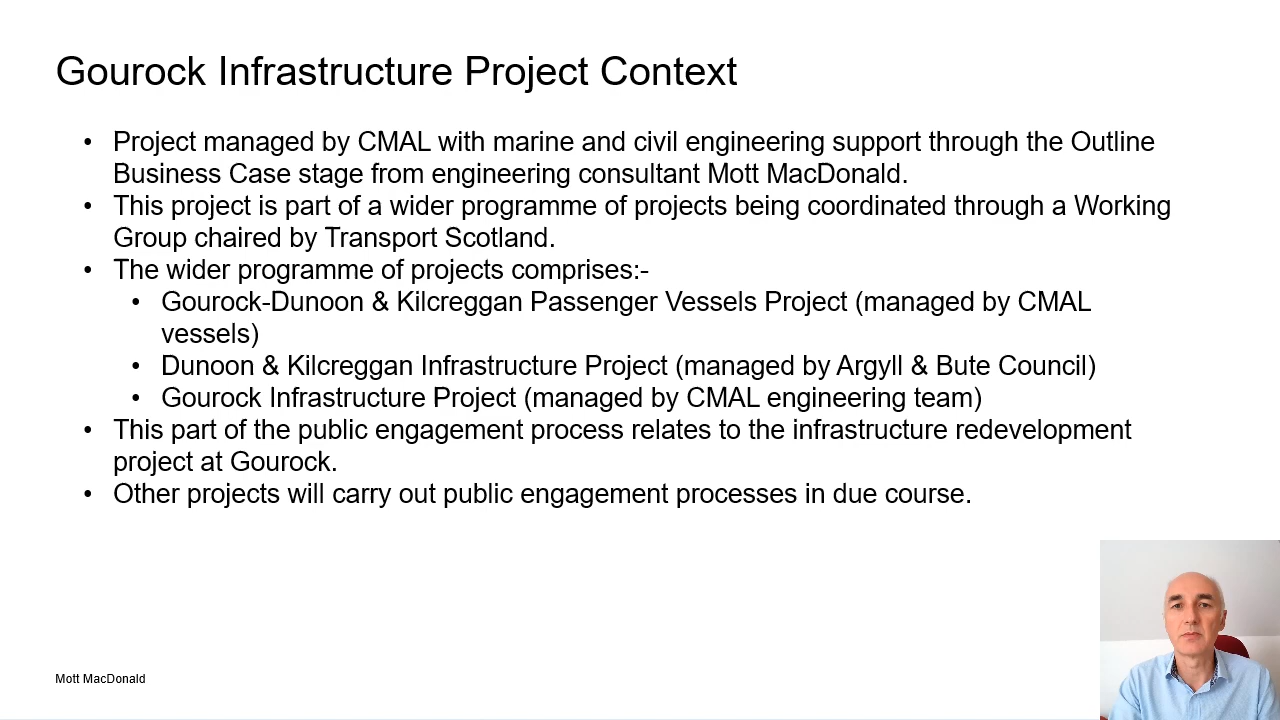 Gourock Infrastructure Project Context
• Project managed by CMAL with marine and civil engineering support through the Outline
Business Case stage from engineering consultant Mott MacDonald.
• This project is part of a wider programme of projects being coordinated through a Working
Group chaired by Transport Scotland.
• The wider programme of projects comprises:-
• Gourock-Dunoon & Kilcreggan Passenger Vessels Project (managed by CMAL
vessels)
• Dunoon & Kilcreggan Infrastructure Project (managed by Argyll & Bute Council)
• Gourock Infrastructure Project (managed by CMAL engineering team)
• This part of the public engagement process relates to the infrastructure redevelopment
project at Gourock.
• Other projects will carry out public engagement processes in due course.
Mott MacDonald